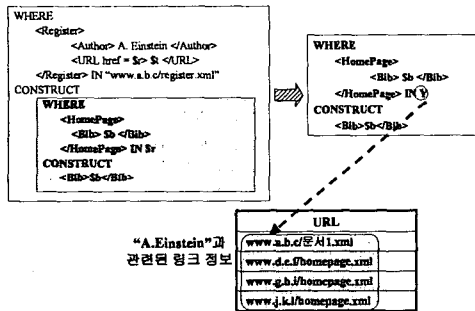 WHERE
<Register>
<Author> A. Einstein </Author>
<URL href = $r> $t </URL>
</Register> IN "www.a.b.c/register.xml"
CONSTRUCT
WHERE
<HomePage>
<Bib> $b </Bib>
</HomePage> IN $r
CONSTRUCT
<Bib>$b</Bib>
WHERE
<HomePage>
<Bib> $b </Bib>
</HomePage> IN Y
CONSTRUCT
<Bib>$b</Bib>
"A.Einstein"과
관련된 링크 정보
URL
www.a.b.c/문서1.xml
www.d.e.f/homepage.xml
www.g.h.i/homepage.xml
www.j.k.l/homepage.xml